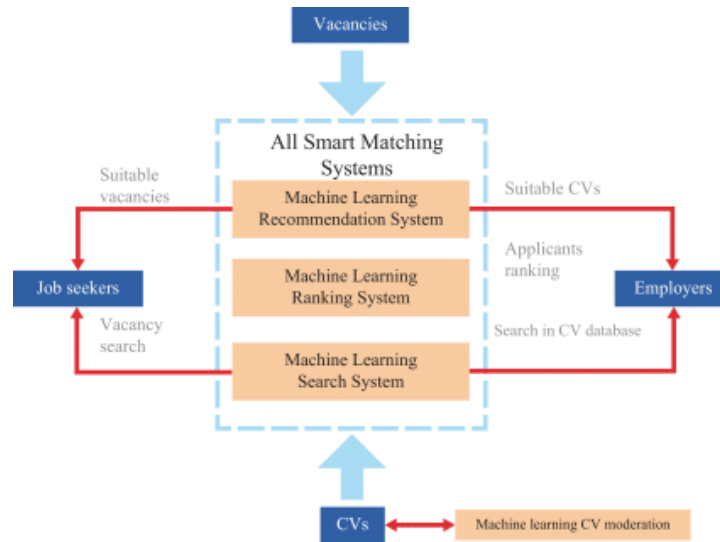 Vacancies
All Smart Matching
Systems
Suitable
vacancies
Machine Learning
Recommendation System
Suitable CVs
Applicants
ranking
Machine Learning
Ranking System
Job seekers
Employers
Vacancy
search
Machine Learning
Search System
Search in CV database
CVs
Machine learning CV moderation